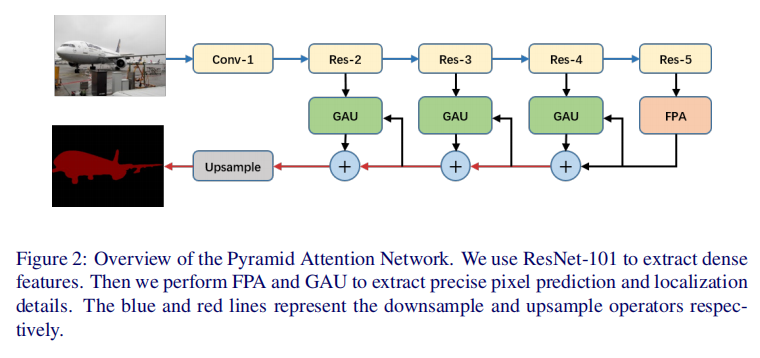 Conv-1 Res-2 Res-3 Res-4 Res-5
GAU GAU GAU FPA
Upsample + + +
Figure 2: Overview of the Pyramid Attention Network. We use ResNet-101 to extract dense
features. Then we perform FPA and GAU to extract precise pixel prediction and localization
details. The blue and red lines represent the downsample and upsample operators respec-
tively.